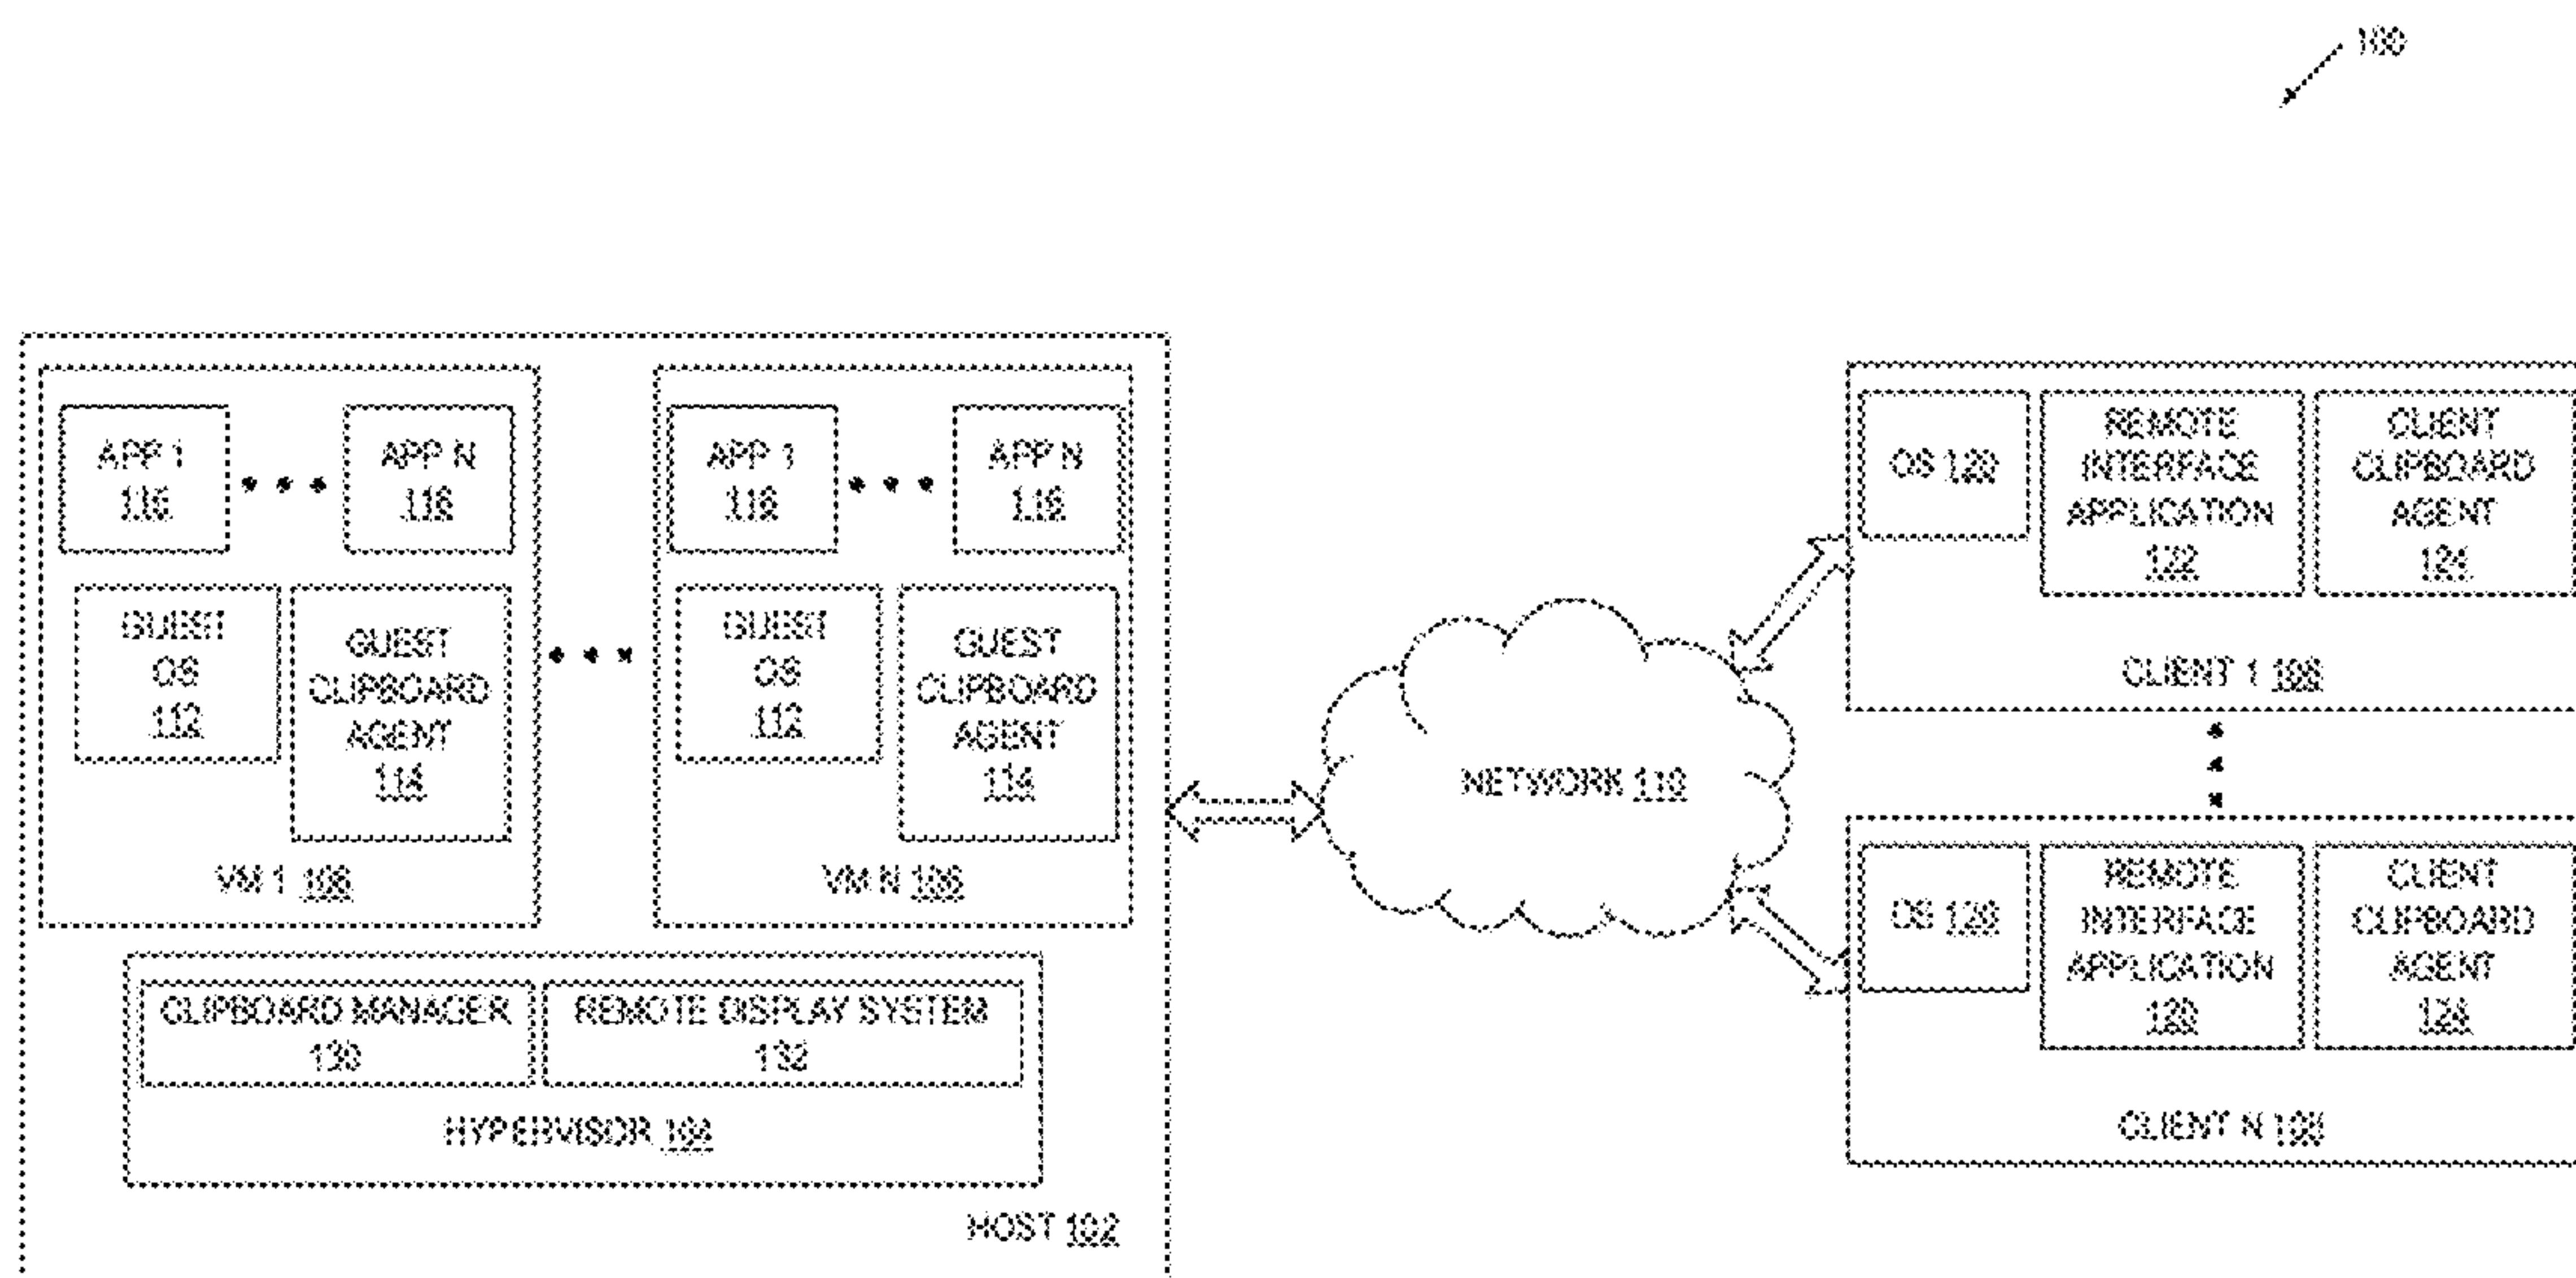 100
APP 1
116
APP N
116
GUEST
OS
112
GUEST
CLIPBOARD
AGENT
114
VM 1 106
APP 1
116
APP N
116
GUEST
OS
112
GUEST
CLIPBOARD
AGENT
114
VM N 106
CLIPBOARD MANAGER
130
REMOTE DISPLAY SYSTEM
132
HYPERVISOR 104
HOST 102
NETWORK 110
OS 120
REMOTE
INTERFACE
APPLICATION
122
CLIENT
CLIPBOARD
AGENT
124
CLIENT 1 108
OS 120
REMOTE
INTERFACE
APPLICATION
120
CLIENT
CLIPBOARD
AGENT
124
CLIENT N 108